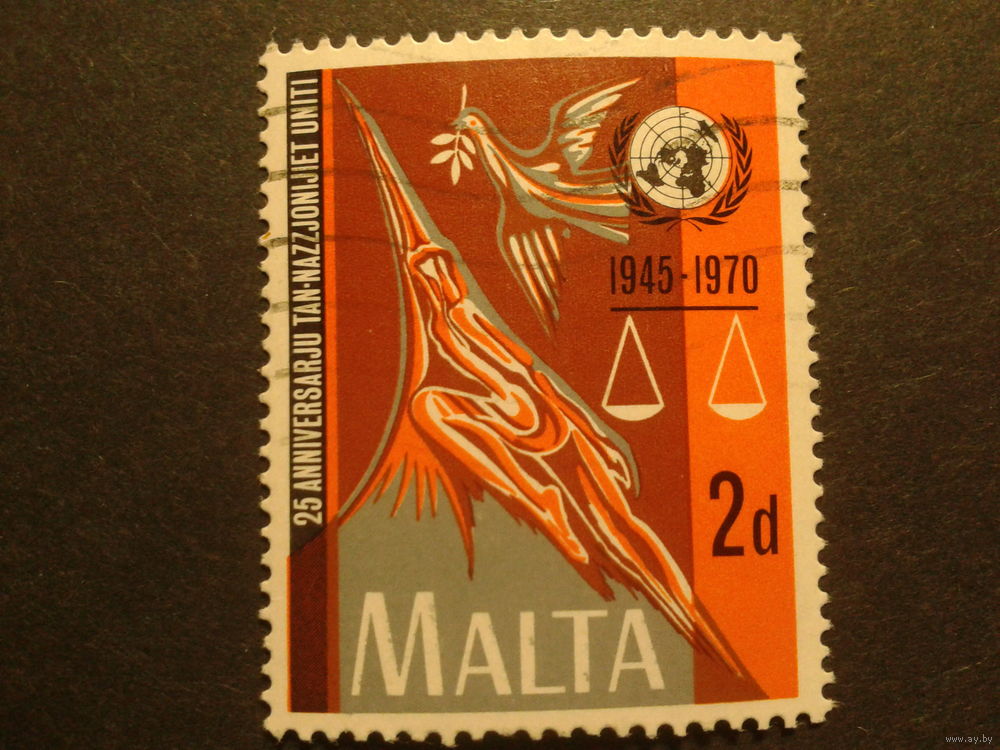 25 ANNIVERSARJU TAN-NAZZJONIJIET UNITI
1945-1970
2d
MALTA
www.ay.by